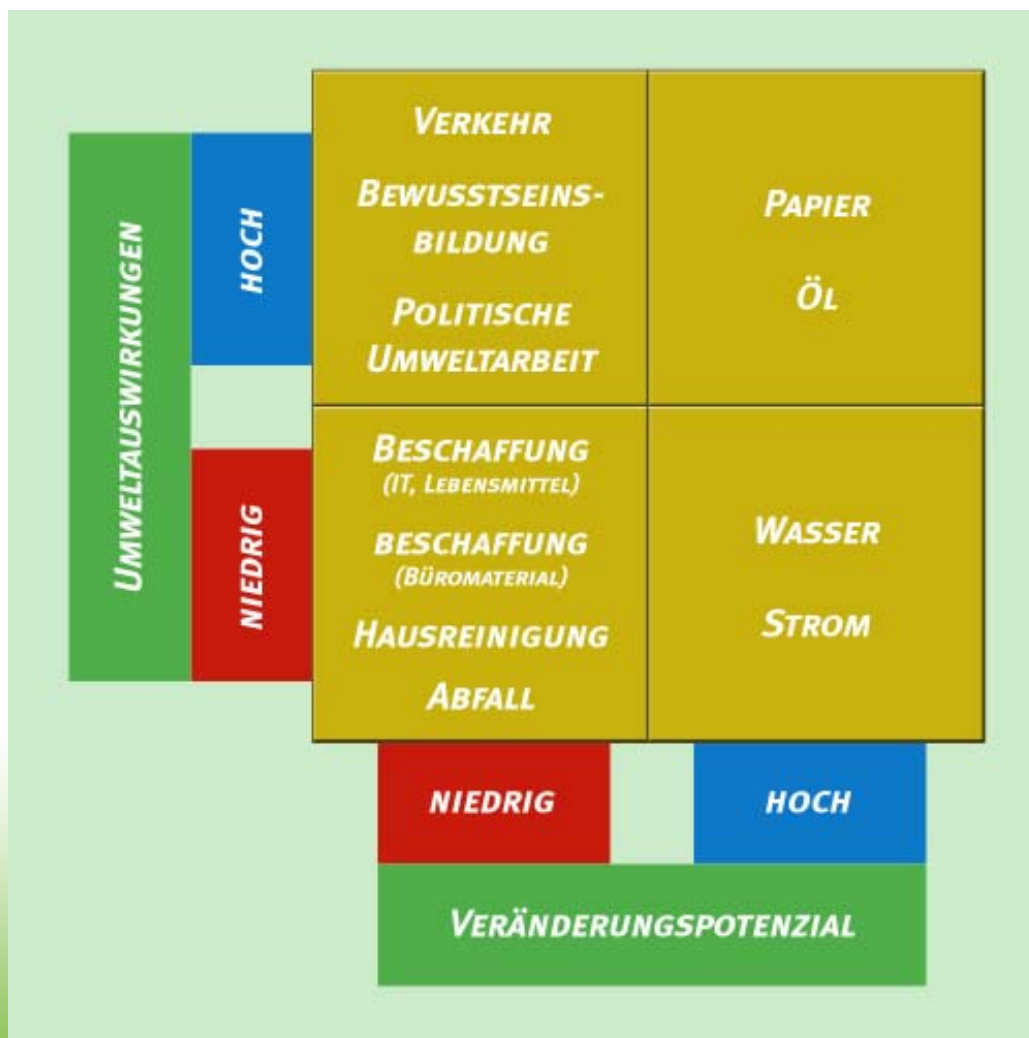 UMWELTAUSWIRKUNGEN
HOCH
NIEDRIG
VERKEHR
BEWUSSTSEINS-
BILDUNG
POLITISCHE
UMWELTARBEIT
PAPIER
ÖL
BESCHAFFUNG
(IT, LEBENSMITTEL)
BESCHAFFUNG
(BÜROMATERIAL)
HAUSREINIGUNG
ABFALL
WASSER
STROM
NIEDRIG
HOCH
VERÄNDERUNGSPOTENZIAL